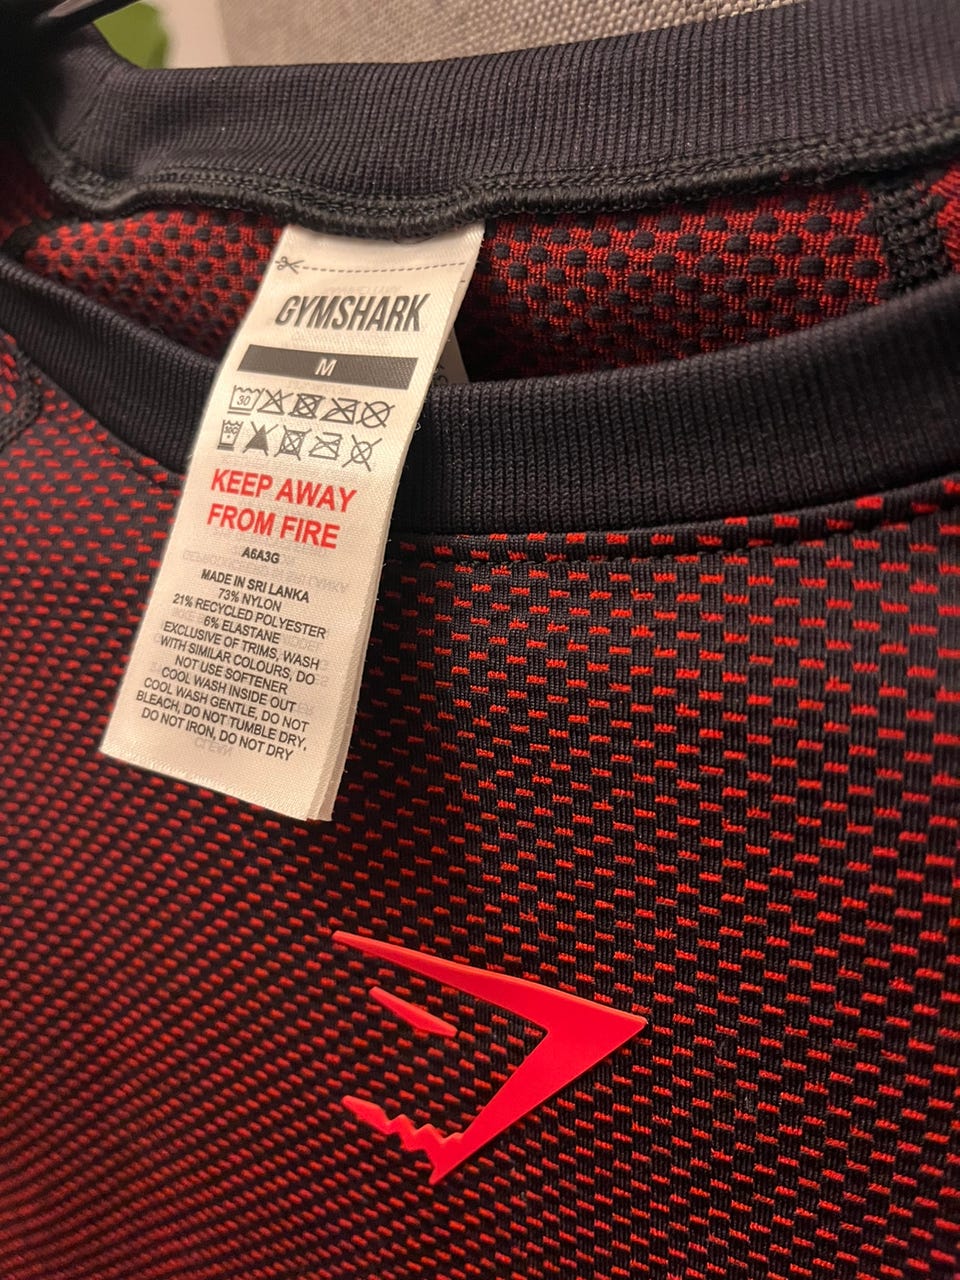 GYMSHARK
M
30
30C
KEEP AWAY
FROM FIRE
A6A3G
MADE IN SRI LANKA
73% NYLON
21% RECYCLED POLYESTER
6% ELASTANE
EXCLUSIVE OF TRIMS, WASH
WITH SIMILAR COLOURS, DO
NOT USE SOFTENER
COOL WASH INSIDE OUT
COOL WASH GENTLE, DO NOT
BLEACH, DO NOT TUMBLE DRY,
DO NOT IRON, DO NOT DRY